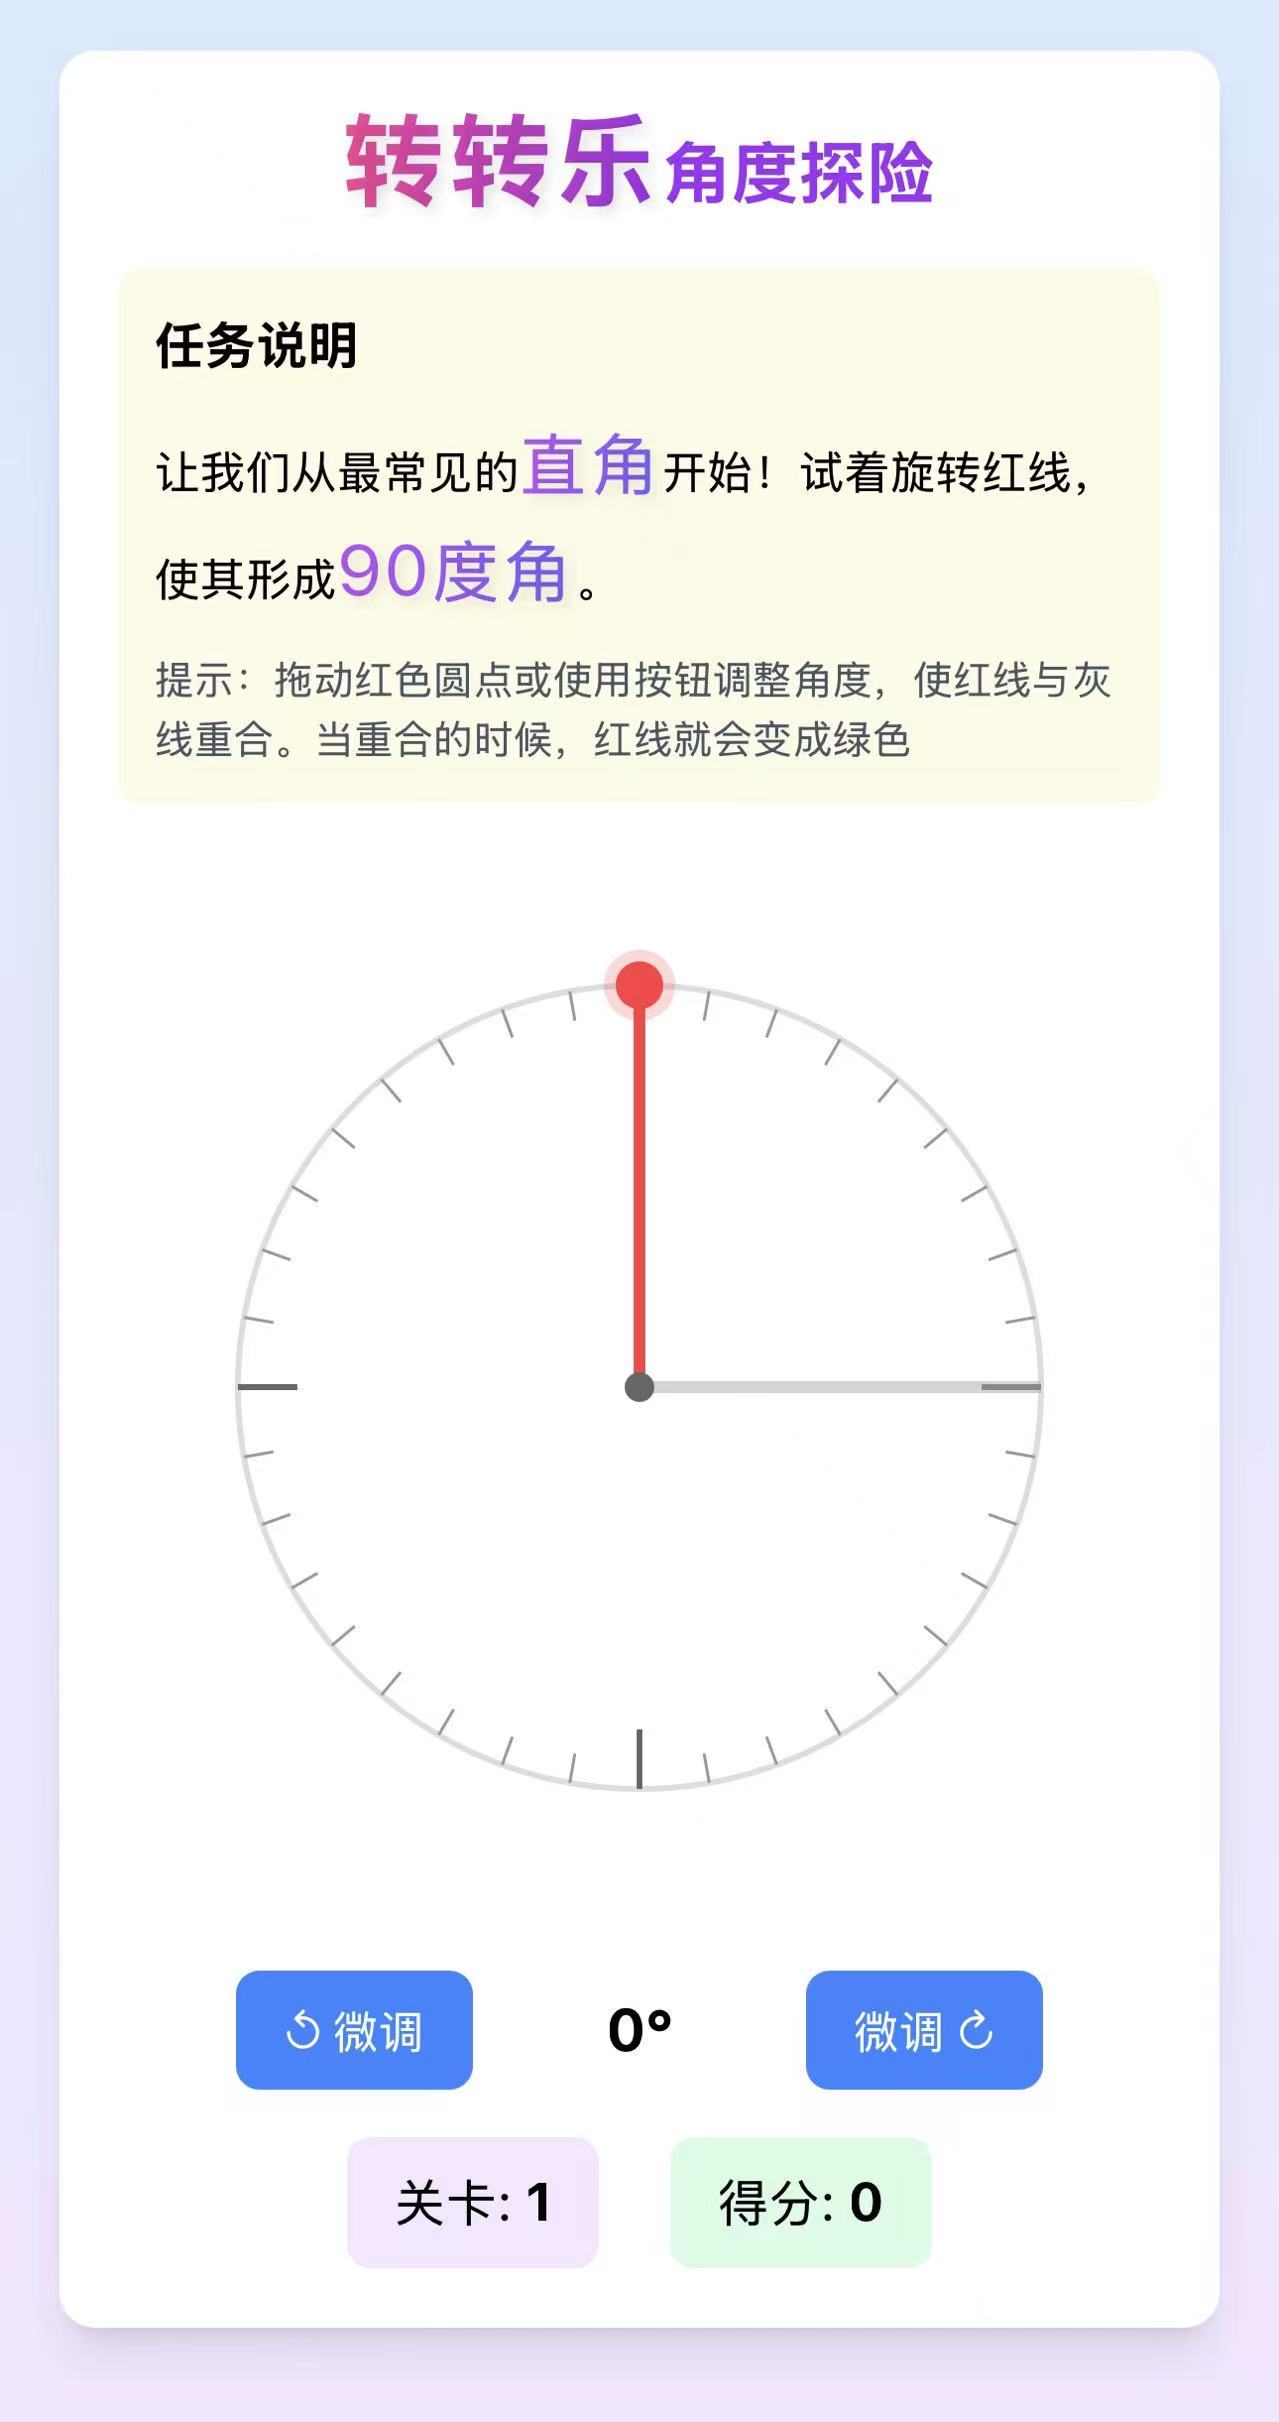 转转乐 角度探险
任务说明
让我们从最常见的直角开始！试着旋转红线，
使其形成90度角。
提示：拖动红色圆点或使用按钮调整角度，使红线与灰
线重合。当重合的时候，红线就会变成绿色
微调
0°
微调
关卡: 1
得分: 0